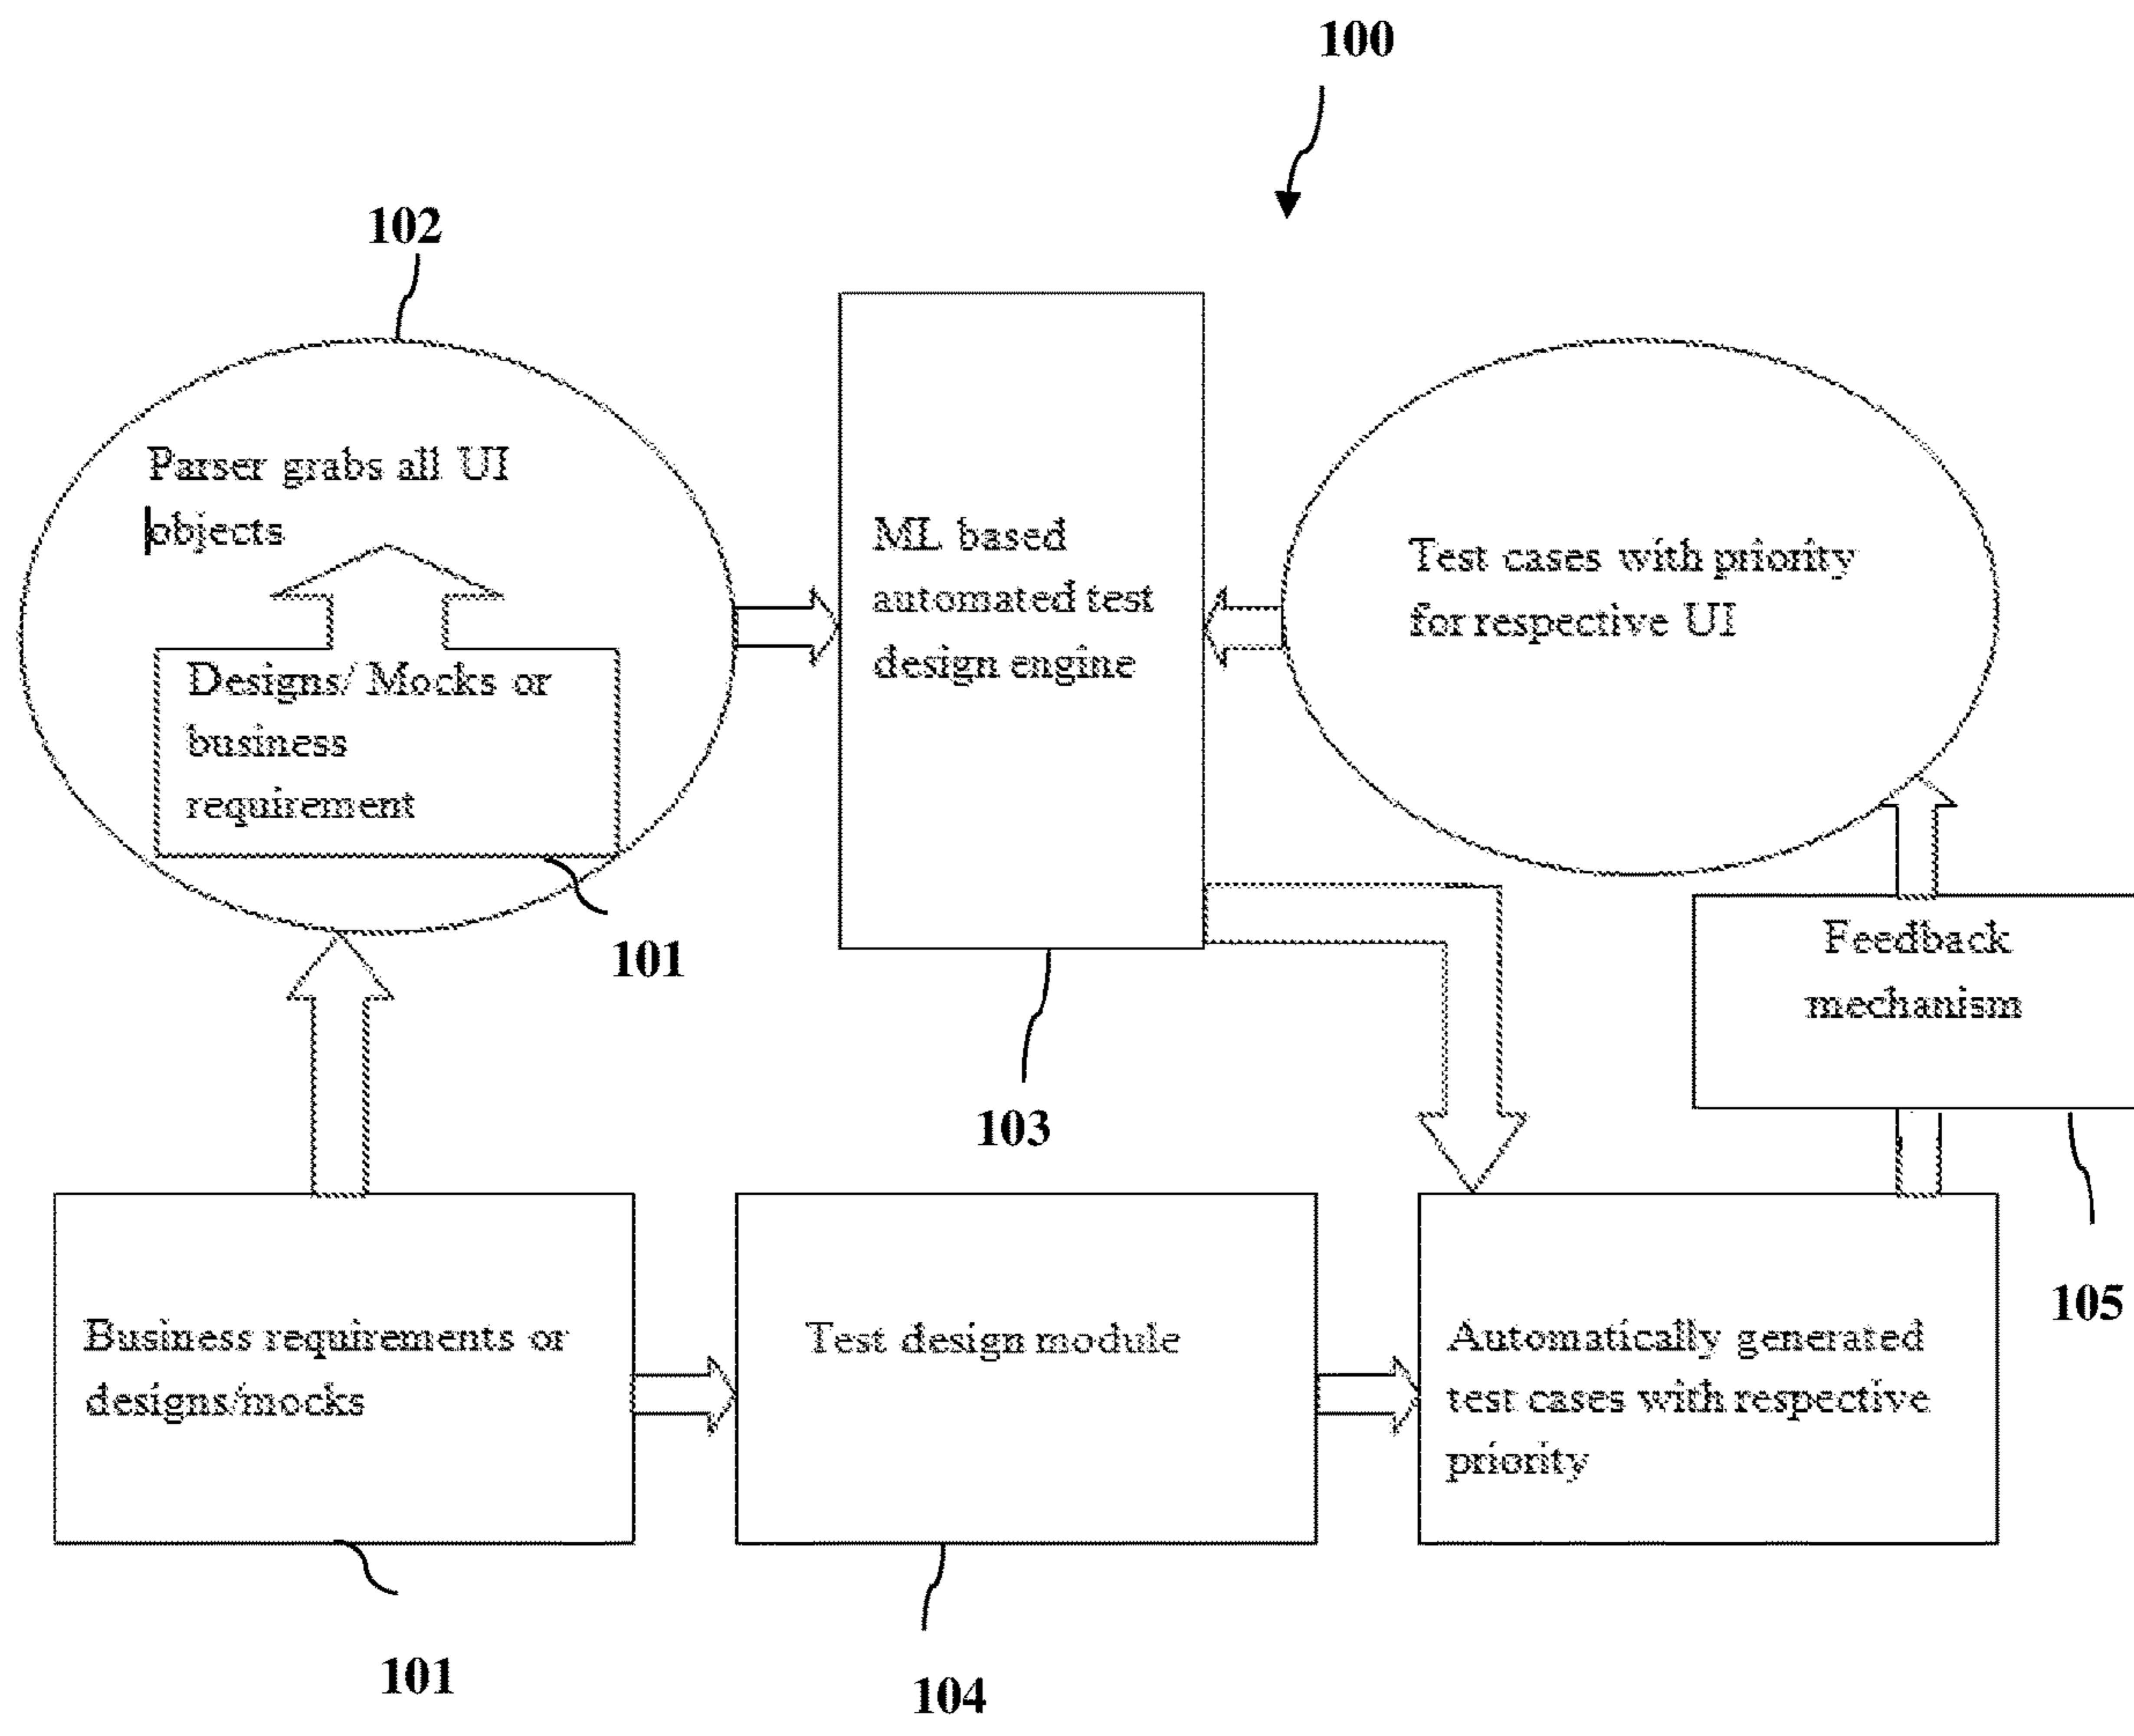 100
102
Parser grabs all UI
objects
Designs/ Mocks or
business
requirement
101
ML based
automated test
design engine
103
Test cases with priority
for respective UI
Feedback
mechanism
105
Business requirements or
designs/mocks
101
Test design module
104
Automatically generated
test cases with respective
priority